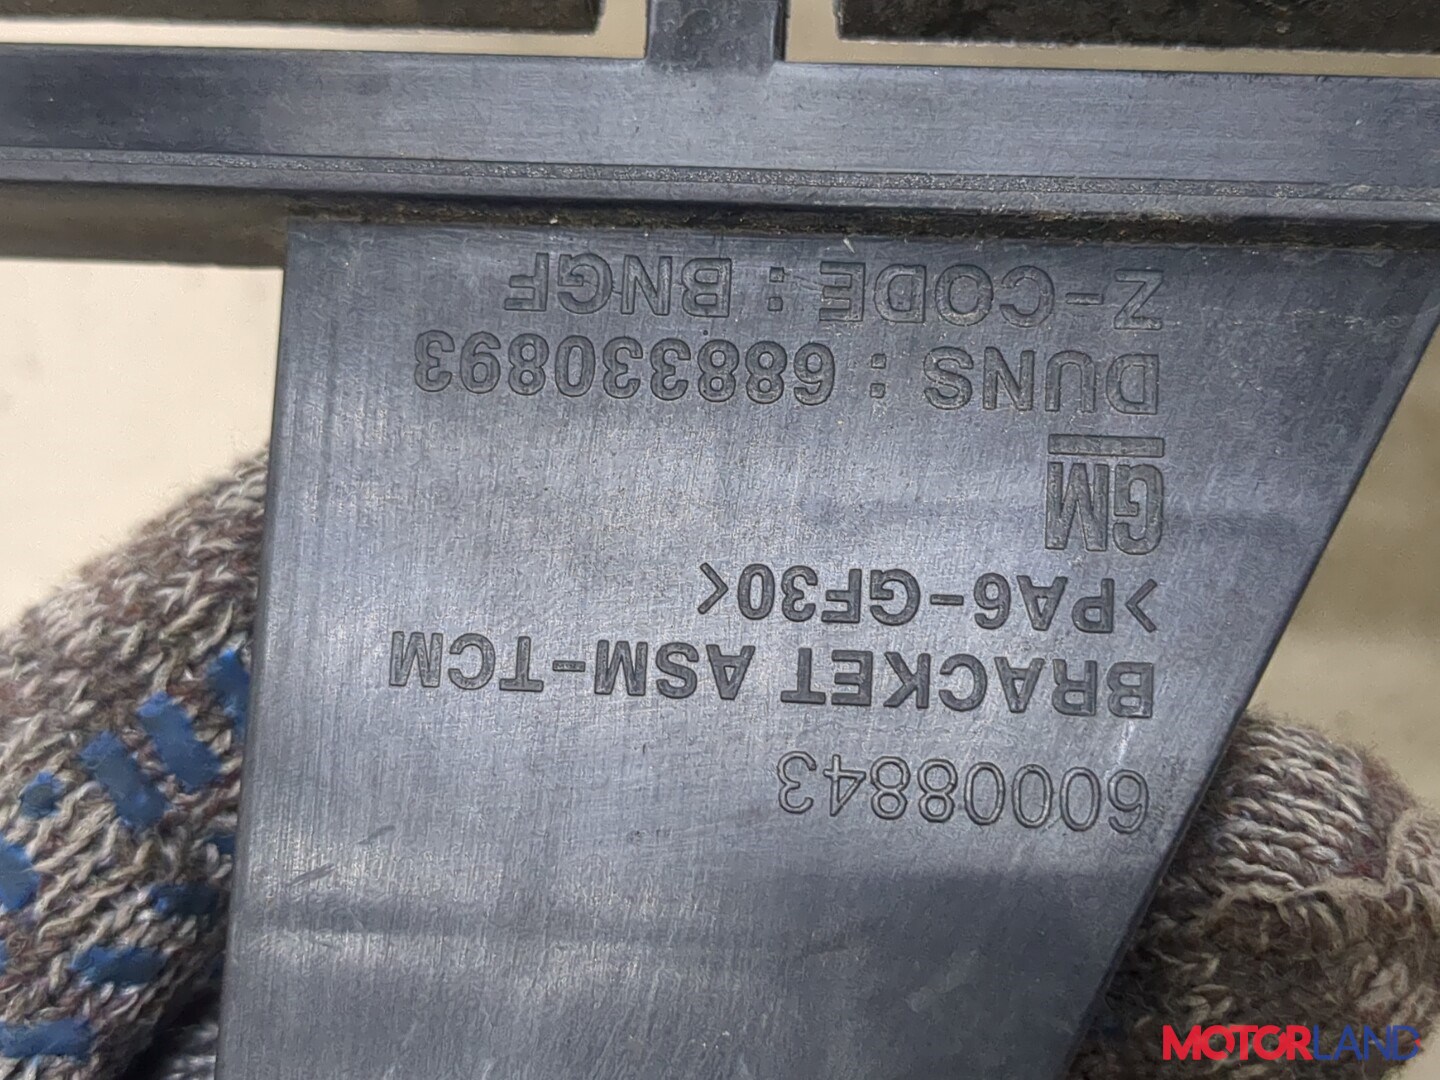 60008843
BRACKET ASM-TCM
>PA6-GF30<
GM
DUNS : 688330893
Z-CODE : BNGF
MOTORLAND